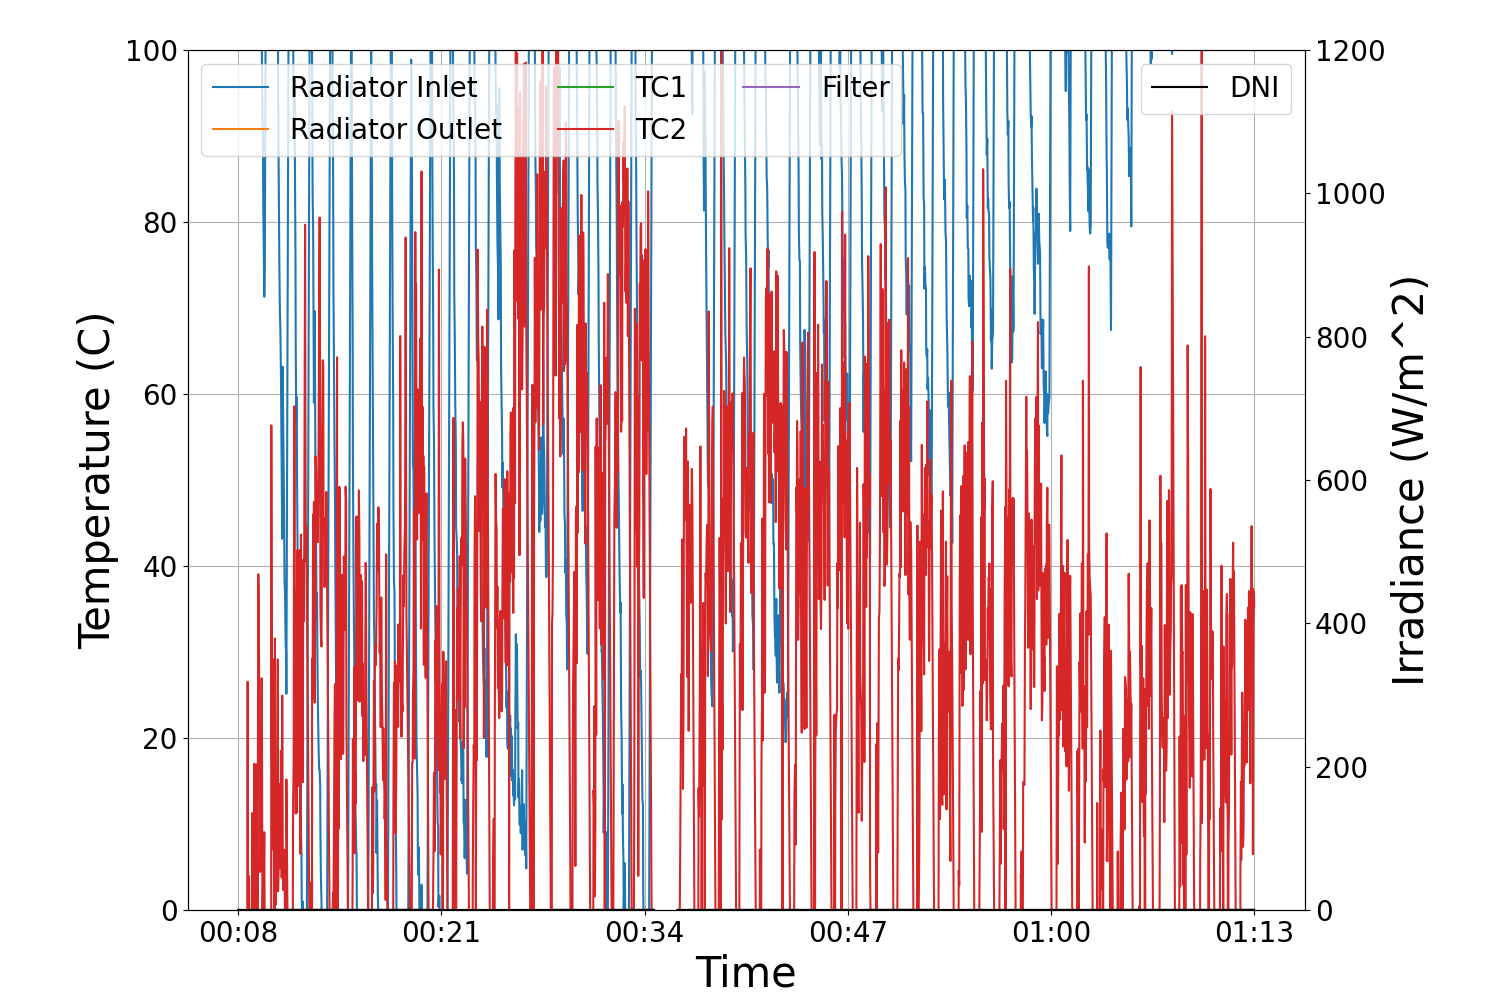 100
80
60
40
20
0
Temperature (C)
Radiator Inlet
Radiator Outlet
TC1
TC2
Filter
DNI
1200
1000
800
600
400
200
0
Irradiance (W/m^2)
00:08
00:21
00:34
00:47
01:00
01:13
Time